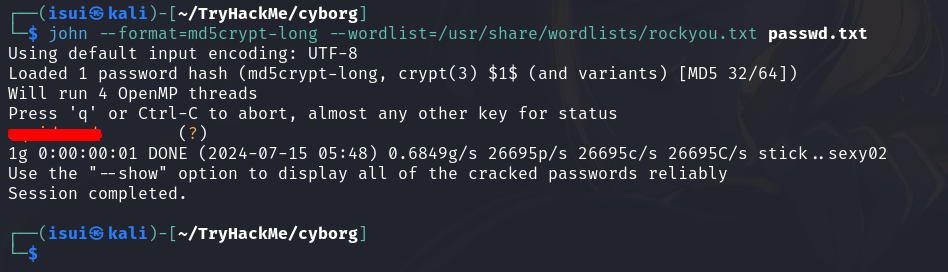 ┌──(isui㉿kali)-[~/TryHackMe/cyborg]
└─$ john --format=md5crypt-long --wordlist=/usr/share/wordlists/rockyou.txt passwd.txt
Using default input encoding: UTF-8
Loaded 1 password hash (md5crypt-long, crypt(3) $1$ (and variants) [MD5 32/64])
Will run 4 OpenMP threads
Press 'q' or Ctrl-C to abort, almost any other key for status
(?)
1g 0:00:00:01 DONE (2024-07-15 05:48) 0.6849g/s 26695p/s 26695c/s 26695C/s stick..sexy02
Use the "--show" option to display all of the cracked passwords reliably
Session completed.
┌──(isui㉿kali)-[~/TryHackMe/cyborg]
└─$